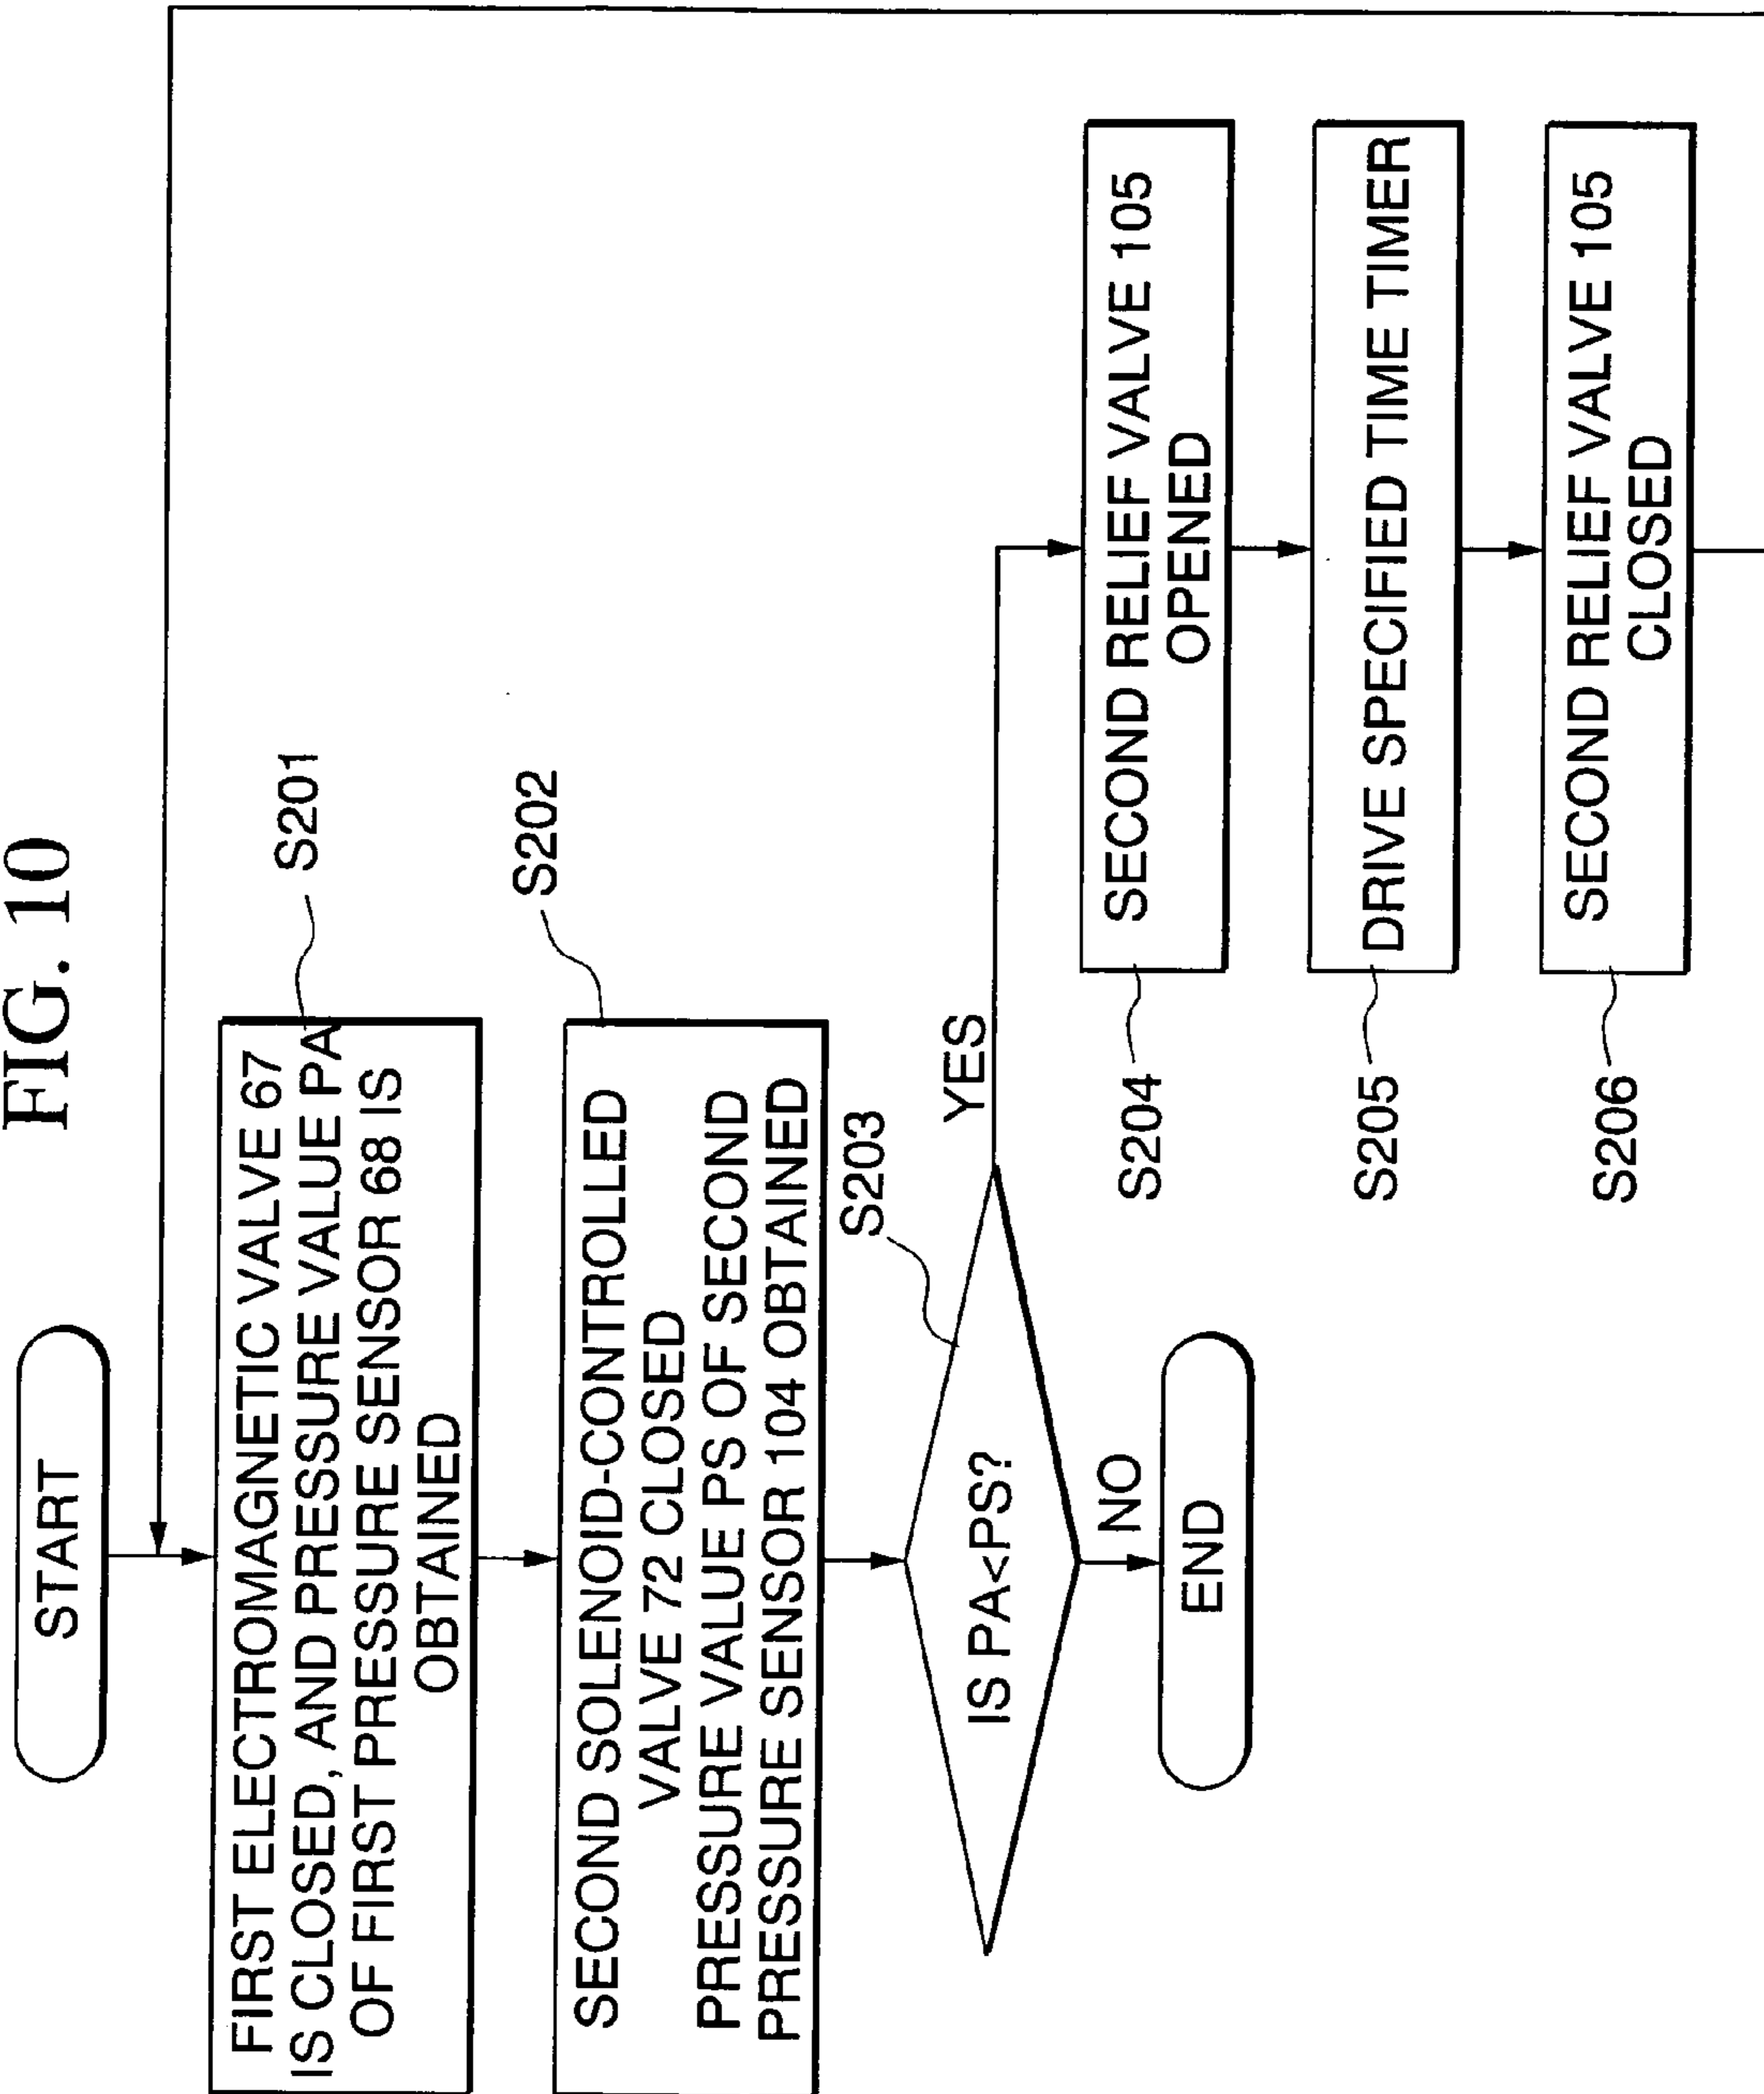 FIG. 10
START
FIRST ELECTROMAGNETIC VALVE 67
IS CLOSED, AND PRESSURE VALUE PA
OF FIRST PRESSURE SENSOR 68 IS
OBTAINED
S201
SECOND SOLENOID-CONTROLLED
VALVE 72 CLOSED
PRESSURE VALUE PS OF SECOND
PRESSURE SENSOR 104 OBTAINED
S202
IS PA<PS?
S203
YES
NO
END
S204
SECOND RELIEF VALVE 105
OPENED
S205
DRIVE SPECIFIED TIME TIMER
S206
SECOND RELIEF VALVE 105
CLOSED